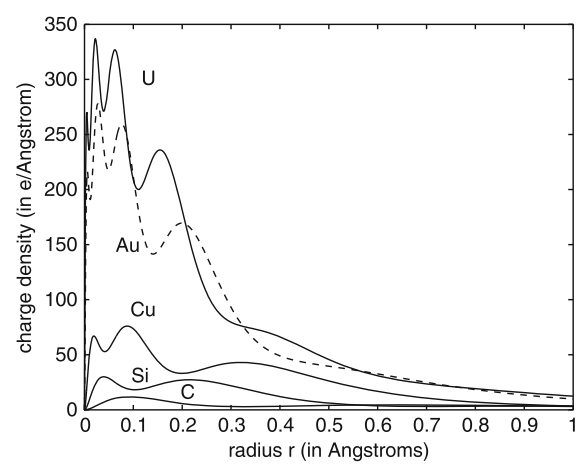 350
300
250
200
150
100
50
0
charge density (in e/Angstrom)
U
Au
Cu
Si
C
0 0.1 0.2 0.3 0.4 0.5 0.6 0.7 0.8 0.9 1
radius r (in Angstroms)